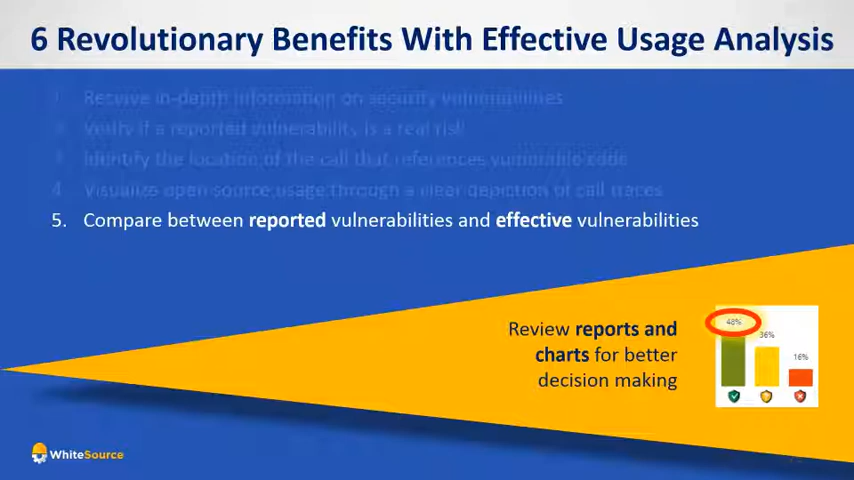 6 Revolutionary Benefits With Effective Usage Analysis
1. Receive in-depth information on security vulnerabilities
2. Verify if a reported vulnerability is a real risk
3. Identify the location of the call that references vulnerable code
4. Visualize open source usage through a clear depiction of call traces
5. Compare between reported vulnerabilities and effective vulnerabilities
Review reports and
charts for better
decision making
48%
36%
16%
WhiteSource